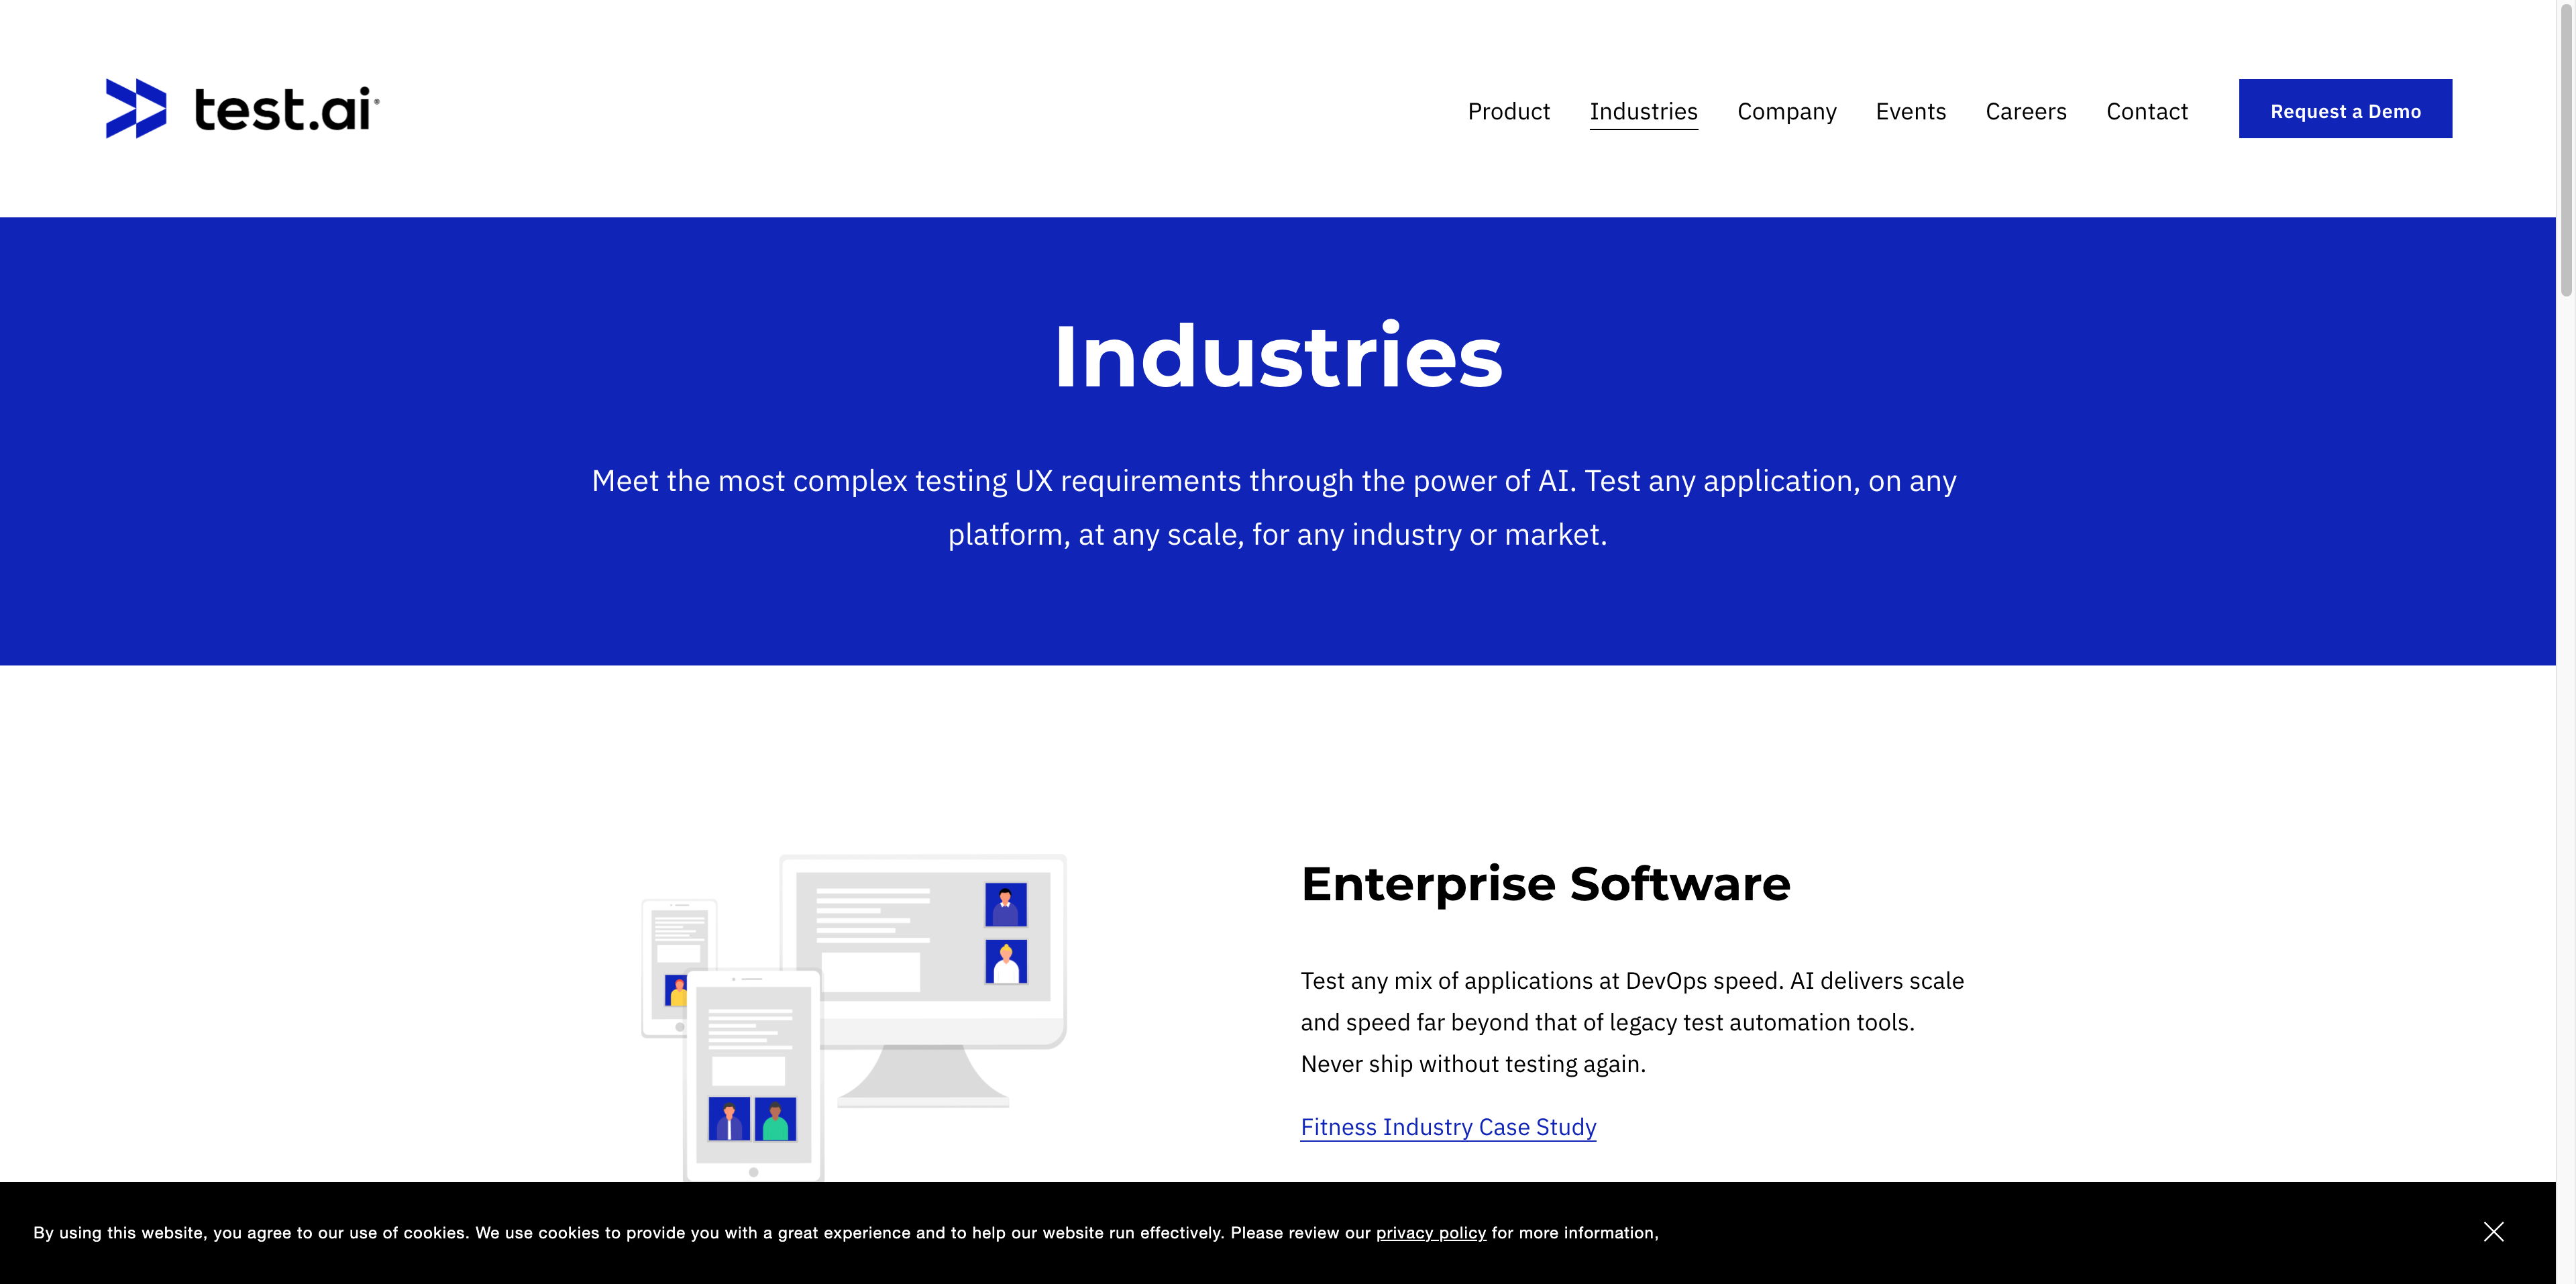 test.ai®
Product Industries Company Events Careers Contact Request a Demo
Industries
Meet the most complex testing UX requirements through the power of AI. Test any application, on any
platform, at any scale, for any industry or market.
Enterprise Software
Test any mix of applications at DevOps speed. AI delivers scale
and speed far beyond that of legacy test automation tools.
Never ship without testing again.
Fitness Industry Case Study
By using this website, you agree to our use of cookies. We use cookies to provide you with a great experience and to help our website run effectively. Please review our privacy policy for more information,